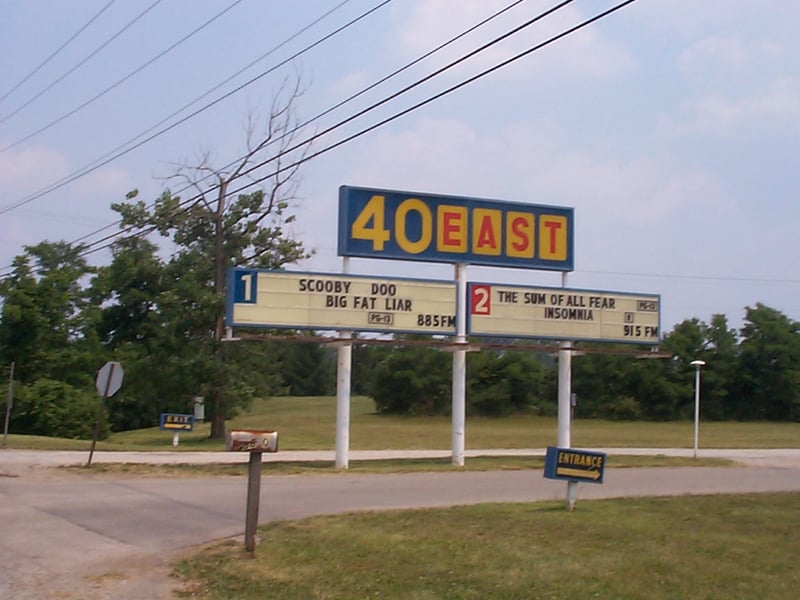 40 EAST
1
SCOOBY DOO
BIG FAT LIAR
PG-13
885FM
2
THE SUM OF ALL FEAR
PG-13
INSOMNIA
R
915 FM
EXIT
ENTRANCE